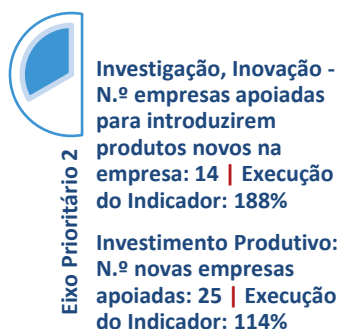 Investigação, Inovação -
N.º empresas apoiadas
para introduzirem
produtos novos na
empresa: 14 | Execução
do Indicador: 188%
Investimento Produtivo:
N.º novas empresas
apoiadas: 25 | Execução
do Indicador: 114%
Eixo Prioritário 2